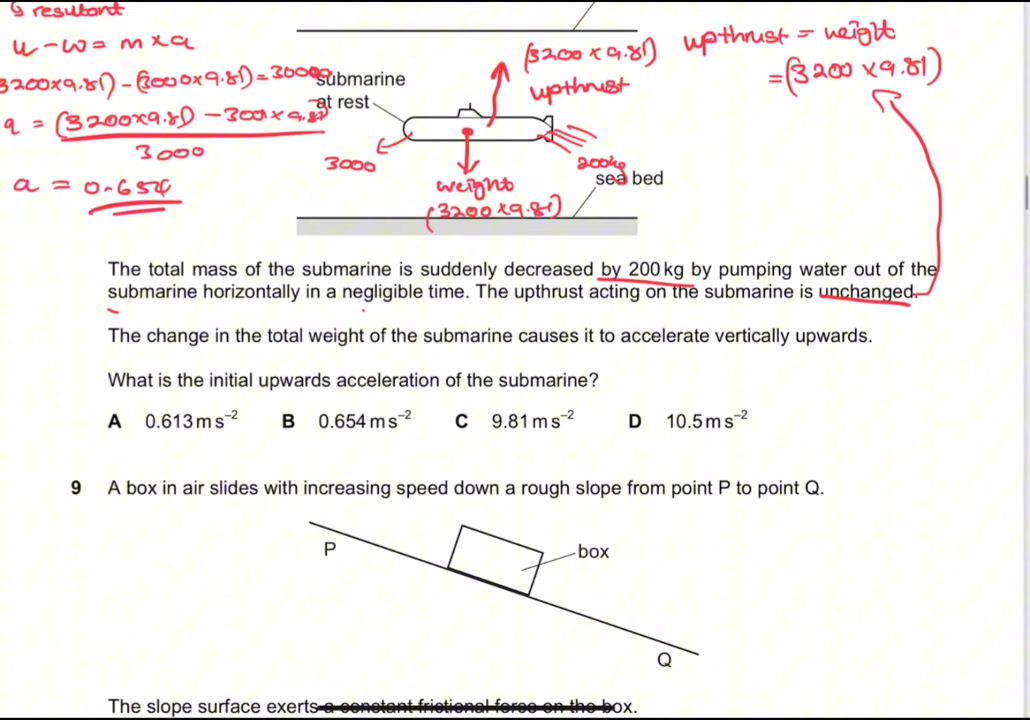 ↳ resultant
u - w = m × a
3200×9.81) - (3000×9.81) = 3000a
a = (3200×9.81) - 3000 × 9.81
3000
a = 0.654
submarine
at rest
3000
(3200 × 9.81)
upthrust
weight
(3200 × 9.81)
200kg
sea bed
upthrust = weight
= (3200 × 9.81)
The total mass of the submarine is suddenly decreased by 200 kg by pumping water out of the
submarine horizontally in a negligible time. The upthrust acting on the submarine is unchanged.
The change in the total weight of the submarine causes it to accelerate vertically upwards.
What is the initial upwards acceleration of the submarine?
A 0.613 m s⁻² B 0.654 m s⁻² C 9.81 m s⁻² D 10.5 m s⁻²
9 A box in air slides with increasing speed down a rough slope from point P to point Q.
P
box
Q
The slope surface exerts a constant frictional force on the box.